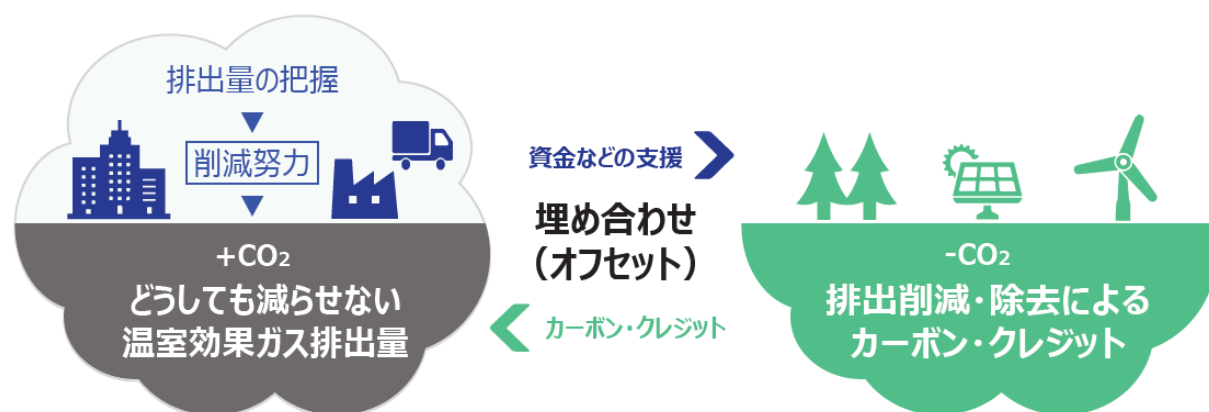 排出量の把握
削減努力
+CO₂
どうしても減らせない
温室効果ガス排出量
資金などの支援
埋め合わせ
（オフセット）
カーボン・クレジット
-CO₂
排出削減・除去による
カーボン・クレジット